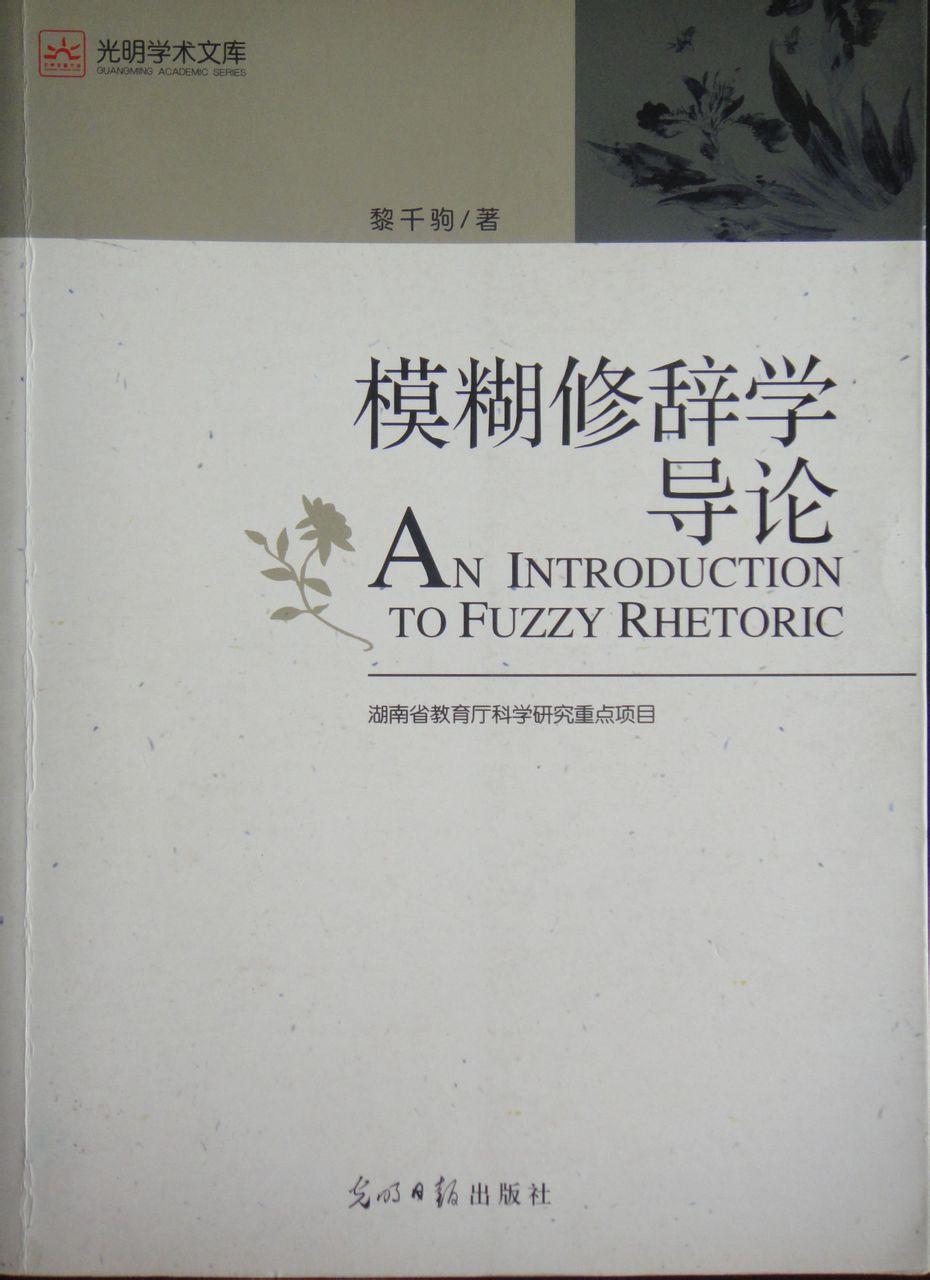 光明学术文库
GUANGMING ACADEMIC SERIES
黎千驹/著
模糊修辞学
导论
AN INTRODUCTION
TO FUZZY RHETORIC
湖南省教育厅科学研究重点项目
光明日报出版社